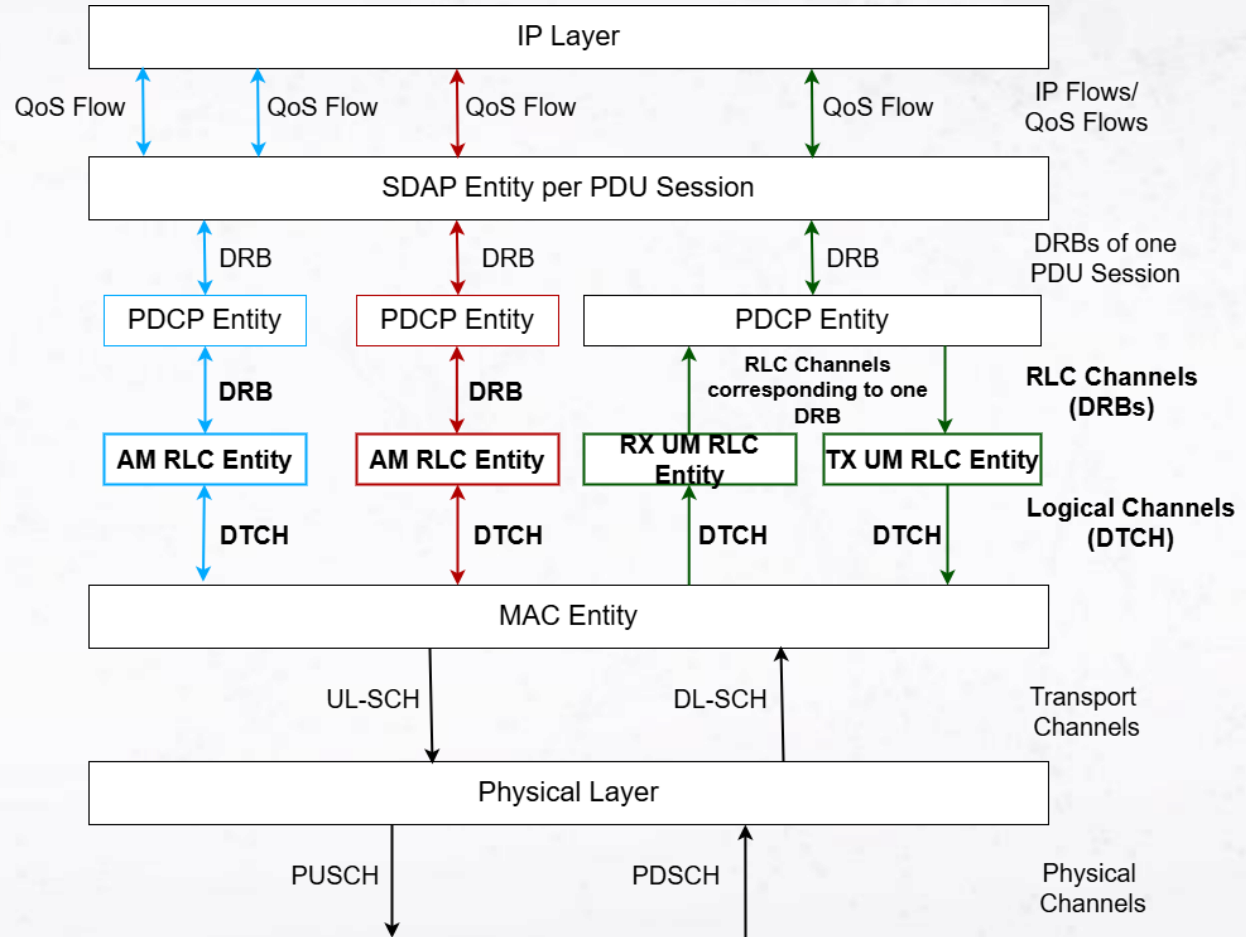 IP Layer
QoS Flow
QoS Flow
QoS Flow
QoS Flow
IP Flows/
QoS Flows
SDAP Entity per PDU Session
DRB
DRB
DRB
DRBs of one
PDU Session
PDCP Entity
PDCP Entity
PDCP Entity
DRB
DRB
RLC Channels
corresponding to one
DRB
RLC Channels
(DRBs)
AM RLC Entity
AM RLC Entity
RX UM RLC
Entity
TX UM RLC Entity
DTCH
DTCH
DTCH
DTCH
Logical Channels
(DTCH)
MAC Entity
UL-SCH
DL-SCH
Transport
Channels
Physical Layer
PUSCH
PDSCH
Physical
Channels